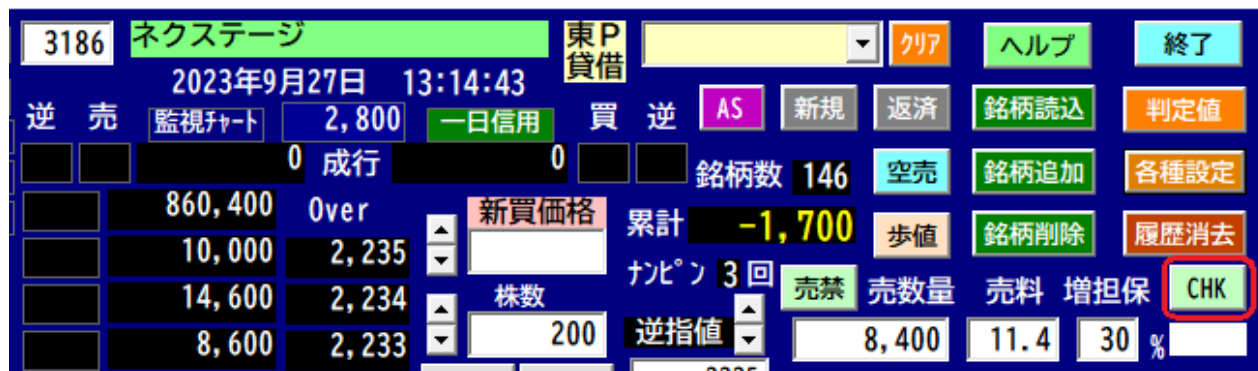 3186 ネクステージ 東P 貸借 クリア ヘルプ 終了
2023年9月27日 13:14:43
逆 売 監視チャート 2,800 一日信用 買 逆 AS 新規 返済 銘柄読込 判定値
0 成行 0 銘柄数 146 空売 銘柄追加 各種設定
860,400 Over 新買価格 累計 -1,700 歩値 銘柄削除 履歴消去
10,000 2,235
ナンピン 3回 売禁 売数量 売料 増担保 CHK
14,600 2,234 株数
8,600 2,233 200 逆指値 8,400 11.4 30 %